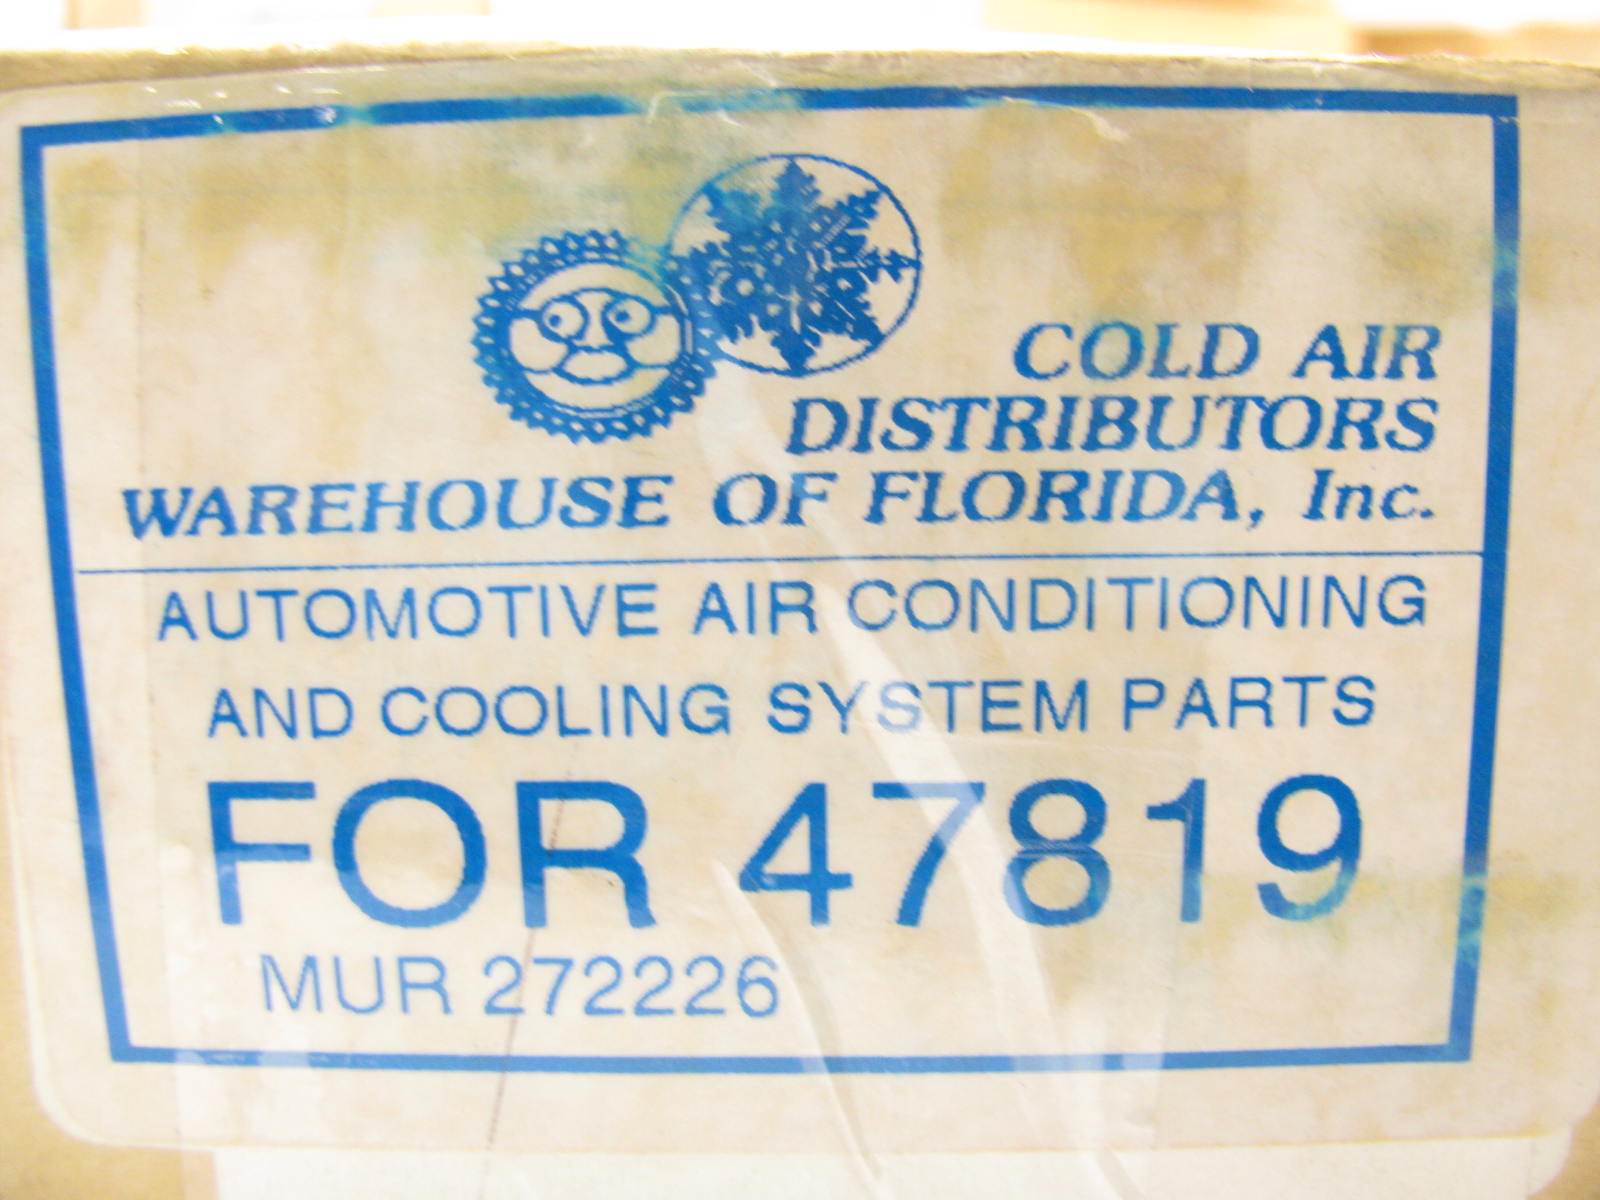 COLD AIR
DISTRIBUTORS
WAREHOUSE OF FLORIDA, Inc.
AUTOMOTIVE AIR CONDITIONING
AND COOLING SYSTEM PARTS
FOR 47819
MUR 272226